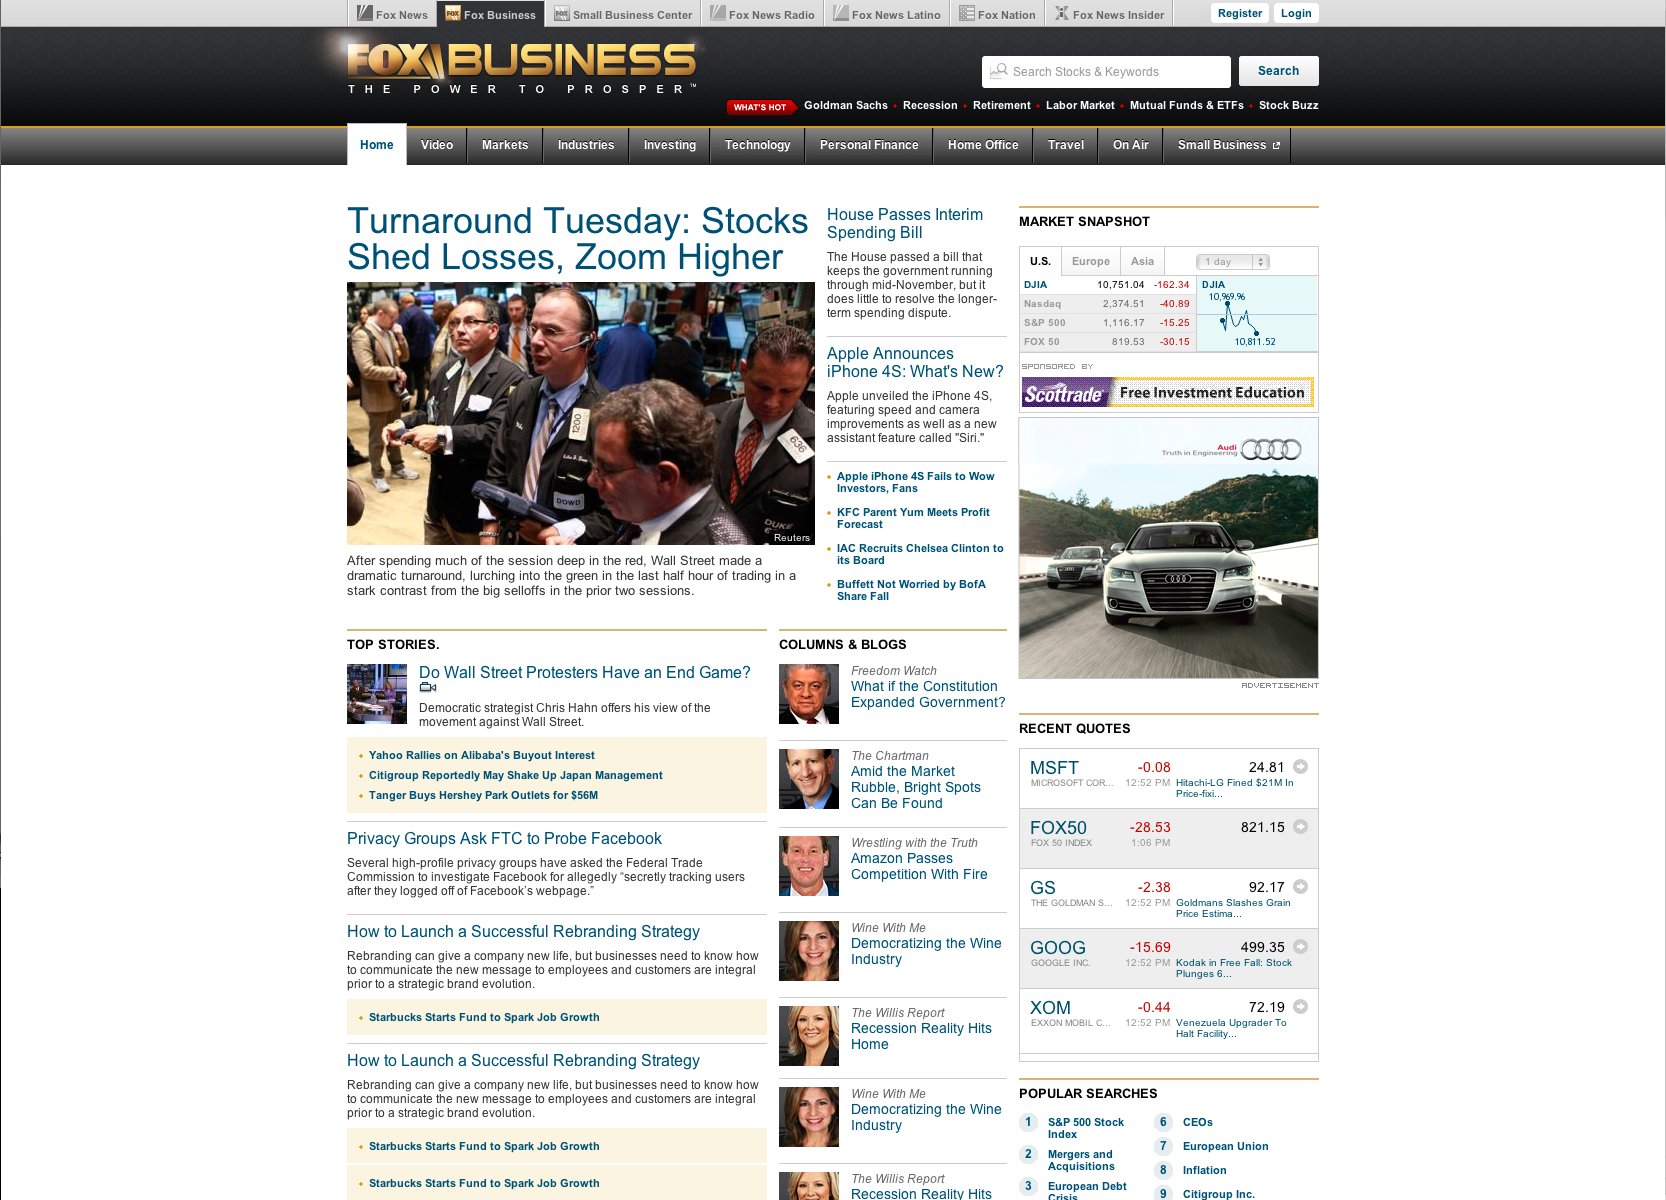 Fox News
Fox Business
Small Business Center
Fox News Radio
Fox News Latino
Fox Nation
Fox News Insider
Register
Login
FOX BUSINESS
THE POWER TO PROSPER™
Search Stocks & Keywords
Search
WHAT'S HOT
Goldman Sachs • Recession • Retirement • Labor Market • Mutual Funds & ETFs • Stock Buzz
Home
Video
Markets
Industries
Investing
Technology
Personal Finance
Home Office
Travel
On Air
Small Business
Turnaround Tuesday: Stocks
Shed Losses, Zoom Higher
1200
DOWD
636
DUKE
Reuters
After spending much of the session deep in the red, Wall Street made a
dramatic turnaround, lurching into the green in the last half hour of trading in a
stark contrast from the big selloffs in the prior two sessions.
House Passes Interim
Spending Bill
The House passed a bill that
keeps the government running
through mid-November, but it
does little to resolve the longer-
term spending dispute.
Apple Announces
iPhone 4S: What's New?
Apple unveiled the iPhone 4S,
featuring speed and camera
improvements as well as a new
assistant feature called "Siri."
Apple iPhone 4S Fails to Wow
Investors, Fans
KFC Parent Yum Meets Profit
Forecast
IAC Recruits Chelsea Clinton to
its Board
Buffett Not Worried by BofA
Share Fall
MARKET SNAPSHOT
U.S.
Europe
Asia
1 day
DJIA 10,751.04 -162.34
Nasdaq 2,374.51 -40.89
S&P 500 1,116.17 -15.25
FOX 50 819.53 -30.15
DJIA
10,969.96
10,811.52
SPONSORED BY
Scottrade Free Investment Education
Audi
Truth in Engineering
ADVERTISEMENT
TOP STORIES.
Do Wall Street Protesters Have an End Game?
Democratic strategist Chris Hahn offers his view of the
movement against Wall Street.
Yahoo Rallies on Alibaba's Buyout Interest
Citigroup Reportedly May Shake Up Japan Management
Tanger Buys Hershey Park Outlets for $56M
Privacy Groups Ask FTC to Probe Facebook
Several high-profile privacy groups have asked the Federal Trade
Commission to investigate Facebook for allegedly “secretly tracking users
after they logged off of Facebook’s webpage.”
How to Launch a Successful Rebranding Strategy
Rebranding can give a company new life, but businesses need to know how
to communicate the new message to employees and customers are integral
prior to a strategic brand evolution.
Starbucks Starts Fund to Spark Job Growth
How to Launch a Successful Rebranding Strategy
Rebranding can give a company new life, but businesses need to know how
to communicate the new message to employees and customers are integral
prior to a strategic brand evolution.
Starbucks Starts Fund to Spark Job Growth
Starbucks Starts Fund to Spark Job Growth
COLUMNS & BLOGS
Freedom Watch
What if the Constitution
Expanded Government?
The Chartman
Amid the Market
Rubble, Bright Spots
Can Be Found
Wrestling with the Truth
Amazon Passes
Competition With Fire
Wine With Me
Democratizing the Wine
Industry
The Willis Report
Recession Reality Hits
Home
Wine With Me
Democratizing the Wine
Industry
The Willis Report
Recession Reality Hits
RECENT QUOTES
MSFT -0.08 24.81
MICROSOFT COR... 12:52 PM Hitachi-LG Fined $21M In
Price-fixi...
FOX50 -28.53 821.15
FOX 50 INDEX 1:06 PM
GS -2.38 92.17
THE GOLDMAN S... 12:52 PM Goldmans Slashes Grain
Price Estima...
GOOG -15.69 499.35
GOOGLE INC. 12:52 PM Kodak in Free Fall: Stock
Plunges 6...
XOM -0.44 72.19
EXXON MOBIL C... 12:52 PM Venezuela Upgrader To
Halt Facility...
POPULAR SEARCHES
1 S&P 500 Stock
Index
2 Mergers and
Acquisitions
3 European Debt
Crisis
6 CEOs
7 European Union
8 Inflation
9 Citigroup Inc.